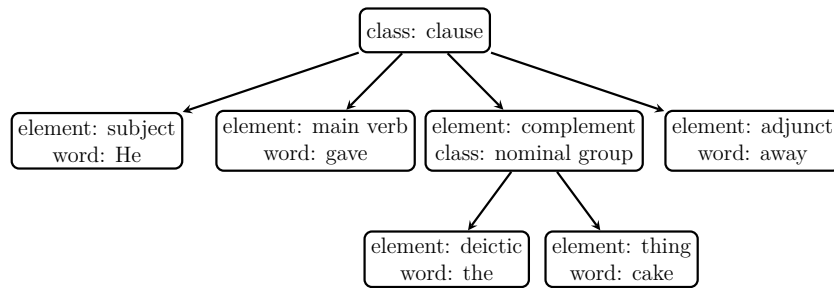 class: clause
element: subject
word: He
element: main verb
word: gave
element: complement
class: nominal group
element: adjunct
word: away
element: deictic
word: the
element: thing
word: cake